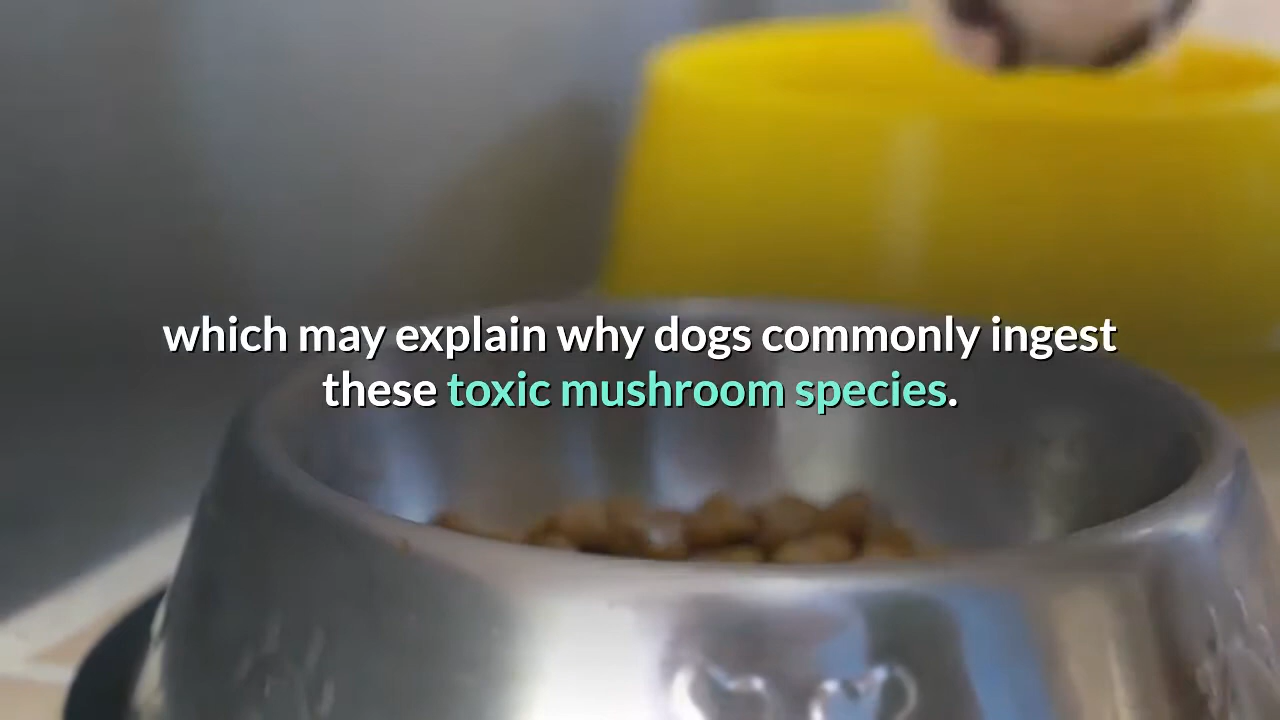 which may explain why dogs commonly ingest
these toxic mushroom species.